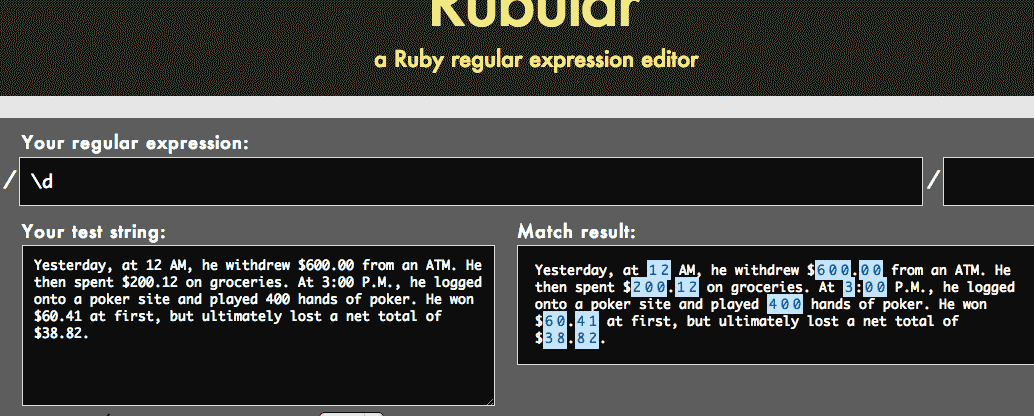 Rubular
a Ruby regular expression editor
Your regular expression:
/ \d /
Your test string:
Yesterday, at 12 AM, he withdrew $600.00 from an ATM. He
then spent $200.12 on groceries. At 3:00 P.M., he logged
onto a poker site and played 400 hands of poker. He won
$60.41 at first, but ultimately lost a net total of
$38.82.
Match result:
Yesterday, at 12 AM, he withdrew $600.00 from an ATM. He
then spent $200.12 on groceries. At 3:00 P.M., he logged
onto a poker site and played 400 hands of poker. He won
$60.41 at first, but ultimately lost a net total of
$38.82.